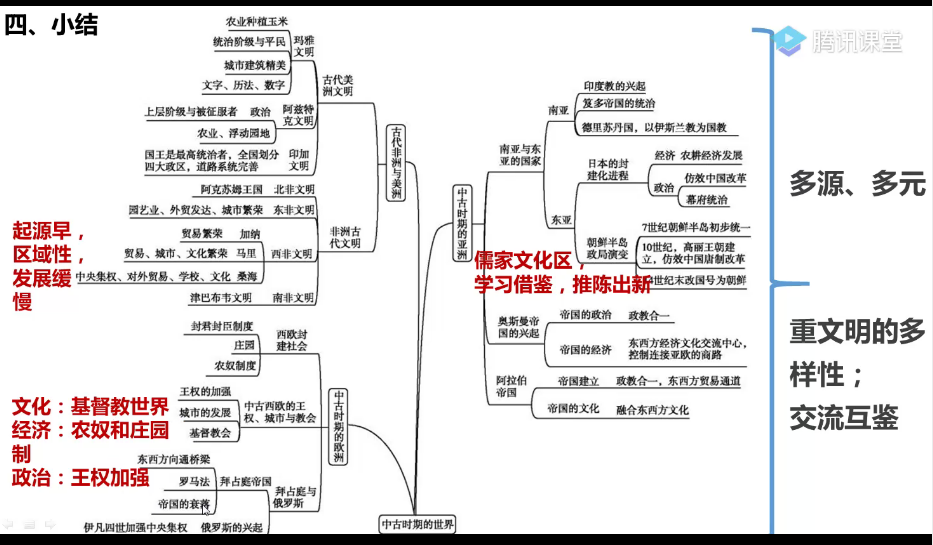 四、小结
腾讯课堂
农业种植玉米
统治阶级与平民
城市建筑精美
文字、历法、数字
玛雅
文明
上层阶级与被征服者
政治
农业、浮动园地
阿兹特
克文明
国王是最高统治者，全国划分
四大政区，道路系统完善
印加
文明
古代美
洲文明
阿克苏姆王国
北非文明
园艺业、外贸发达、城市繁荣
东非文明
贸易繁荣
加纳
贸易、城市、文化繁荣
马里
中央集权、对外贸易、学校、文化
桑海
西非文明
津巴布韦文明
南非文明
非洲古
代文明
古代非洲与美洲
起源早，
区域性，
发展缓
慢
封君封臣制度
庄园
农奴制度
西欧封
建社会
王权的加强
城市的发展
基督教会
中古西欧的王
权、城市与教会
东西方向通桥梁
罗马法
帝国的衰落
拜占庭帝国
伊凡四世加强中央集权
俄罗斯的兴起
拜占庭与
俄罗斯
中古时期的欧洲
文化：基督教世界
经济：农奴和庄园
制
政治：王权加强
中古时期的世界
中古时期的亚洲
南亚与东
亚的国家
南亚
印度教的兴起
笈多帝国的统治
德里苏丹国，以伊斯兰教为国教
东亚
日本的封
建化进程
经济
农耕经济发展
政治
仿效中国改革
幕府统治
朝鲜半岛
政局演变
7世纪朝鲜半岛初步统一
10世纪，高丽王朝建
立，仿效中国唐制改革
世纪末改国号为朝鲜
儒家文化区，
学习借鉴，推陈出新
奥斯曼帝
国的兴起
帝国的政治
政教合一
帝国的经济
东西方经济文化交流中心，
控制连接亚欧的商路
阿拉伯
帝国
帝国建立
政教合一，东西方贸易通道
帝国的文化
融合东西方文化
多源、多元
重文明的多
样性；
交流互鉴